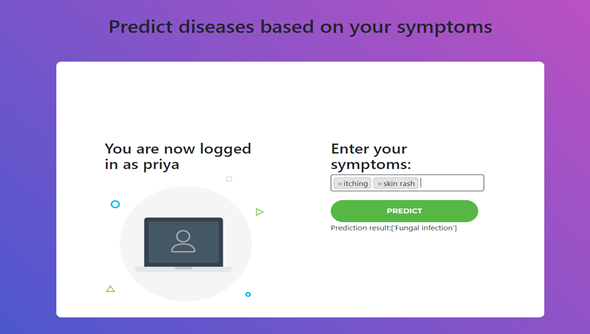 Predict diseases based on your symptoms
You are now logged
in as priya
Enter your
symptoms:
× itching × skin rash
PREDICT
Prediction result:['Fungal infection']